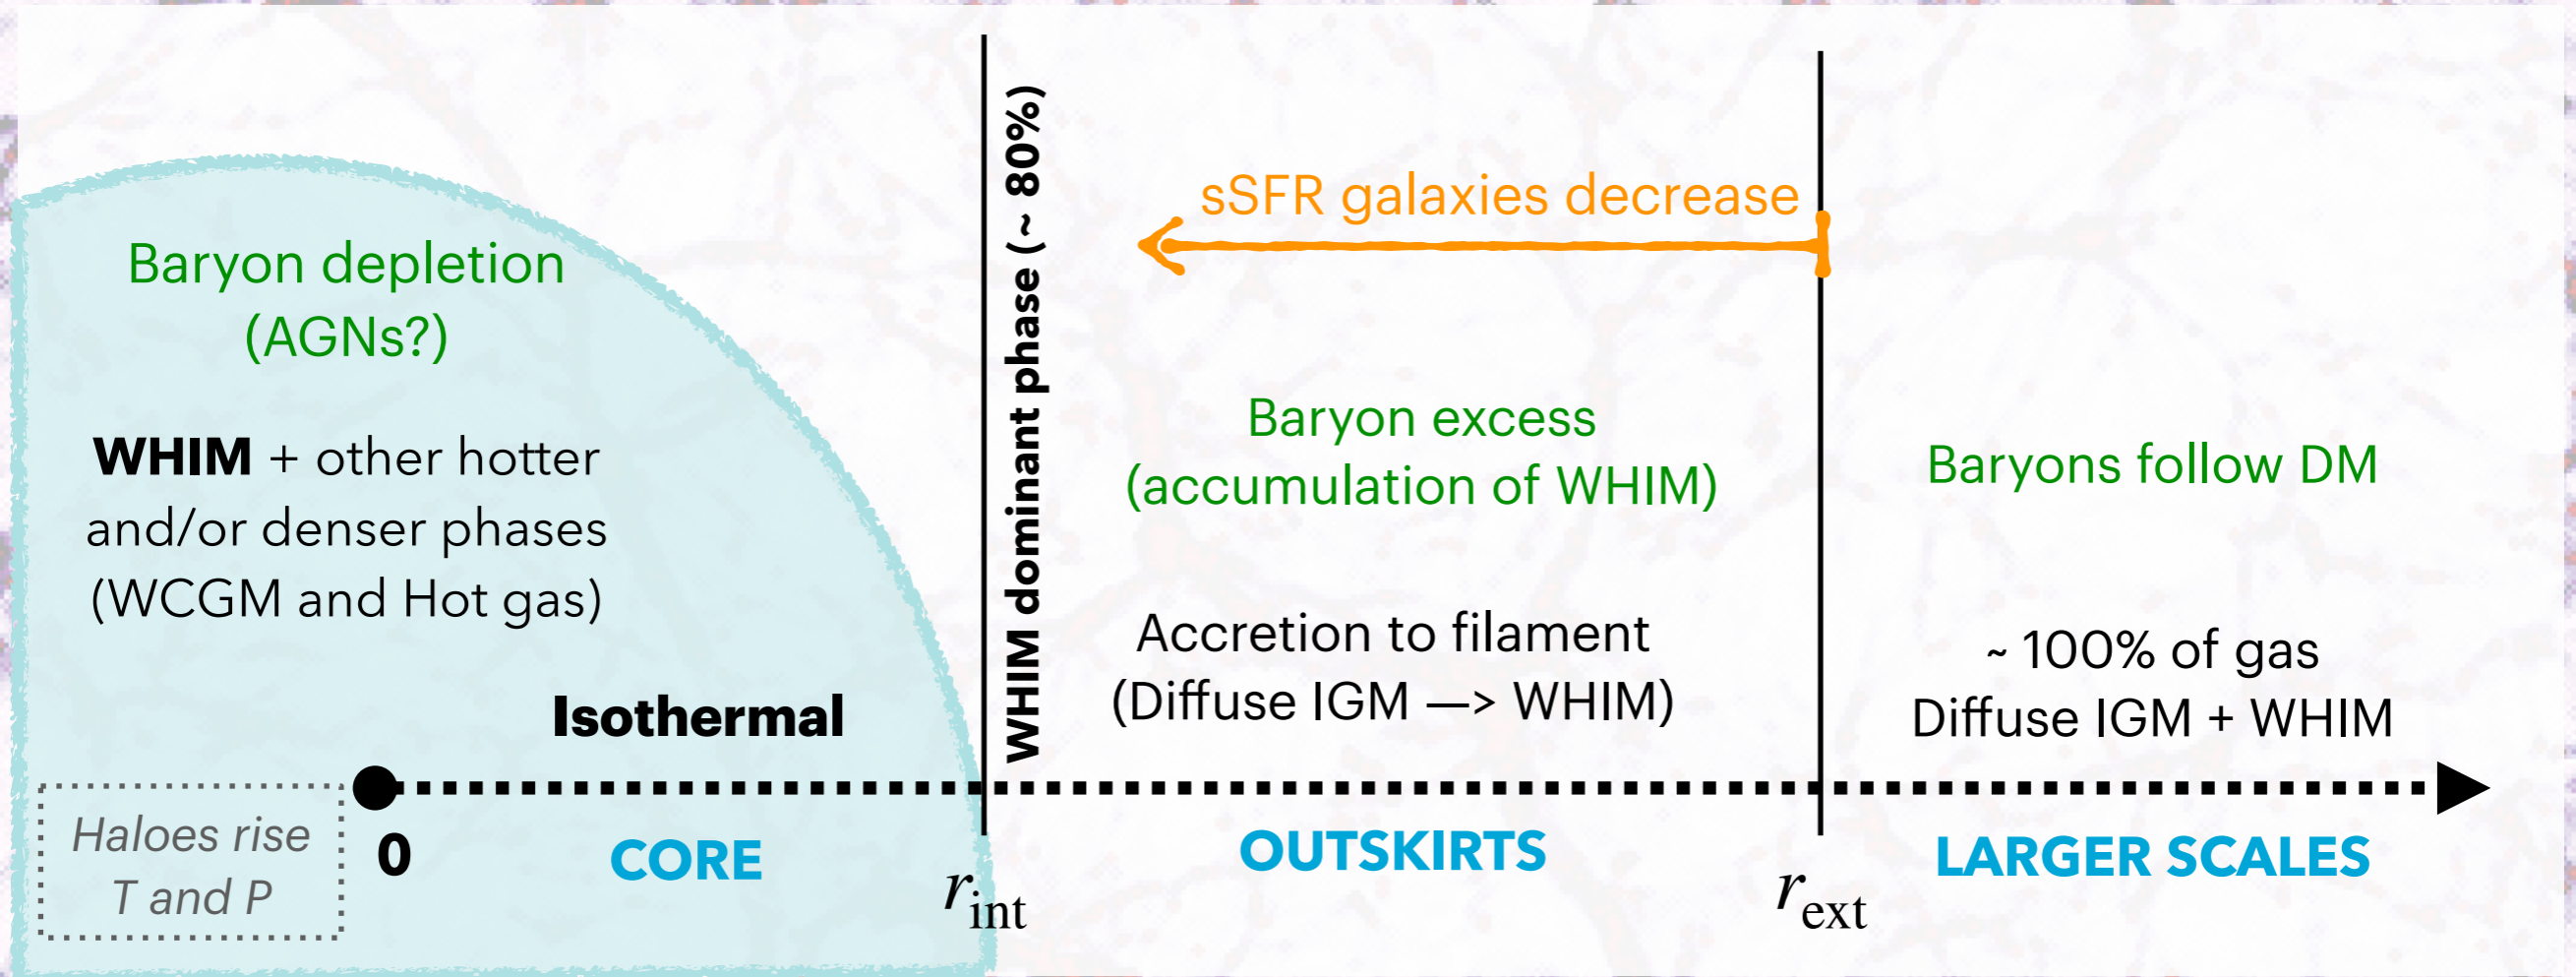 Baryon depletion
(AGNs?)
WHIM + other hotter
and/or denser phases
(WCGM and Hot gas)
Isothermal
Haloes rise
T and P
0
CORE
r_int
WHIM dominant phase (~ 80%)
sSFR galaxies decrease
Baryon excess
(accumulation of WHIM)
Accretion to filament
(Diffuse IGM —> WHIM)
OUTSKIRTS
r_ext
Baryons follow DM
~ 100% of gas
Diffuse IGM + WHIM
LARGER SCALES